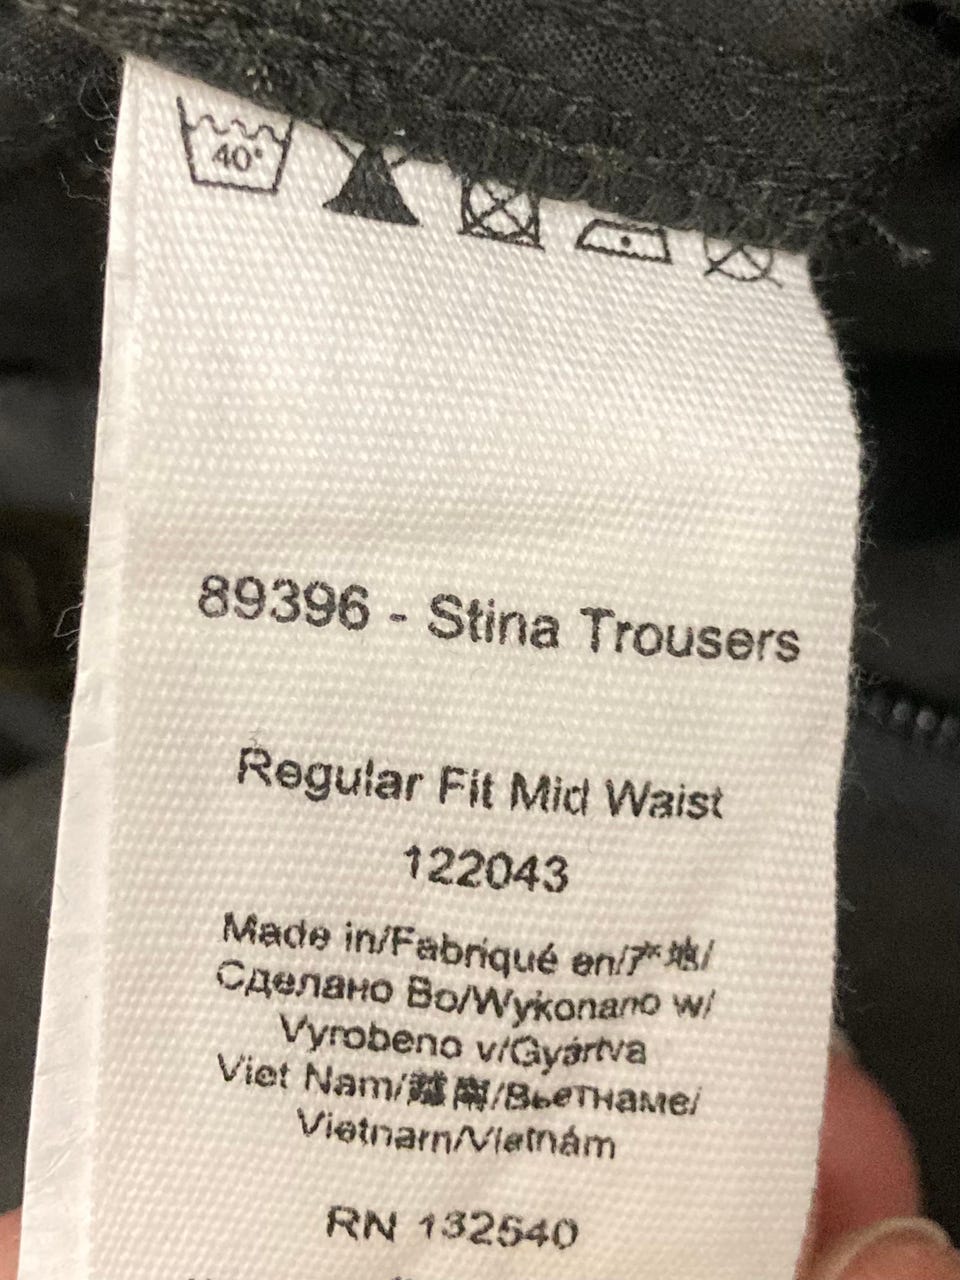 40°
89396 - Stina Trousers
Regular Fit Mid Waist
122043
Made in/Fabriqué en/产地/
Сделано Во/Wykonano w/
Vyrobeno v/Gyártva
Viet Nam/越南/Вьетнаме/
Vietnam/Vietnám
RN 132540